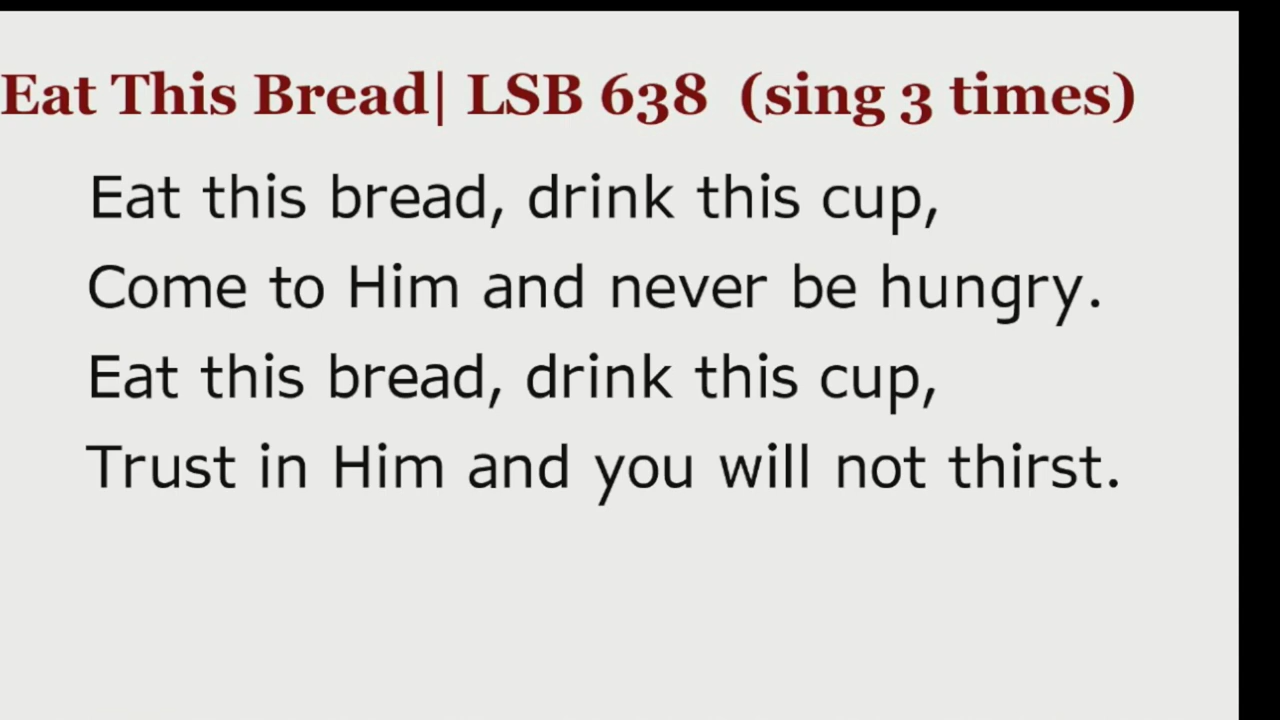 Eat This Bread| LSB 638 (sing 3 times)
Eat this bread, drink this cup,
Come to Him and never be hungry.
Eat this bread, drink this cup,
Trust in Him and you will not thirst.